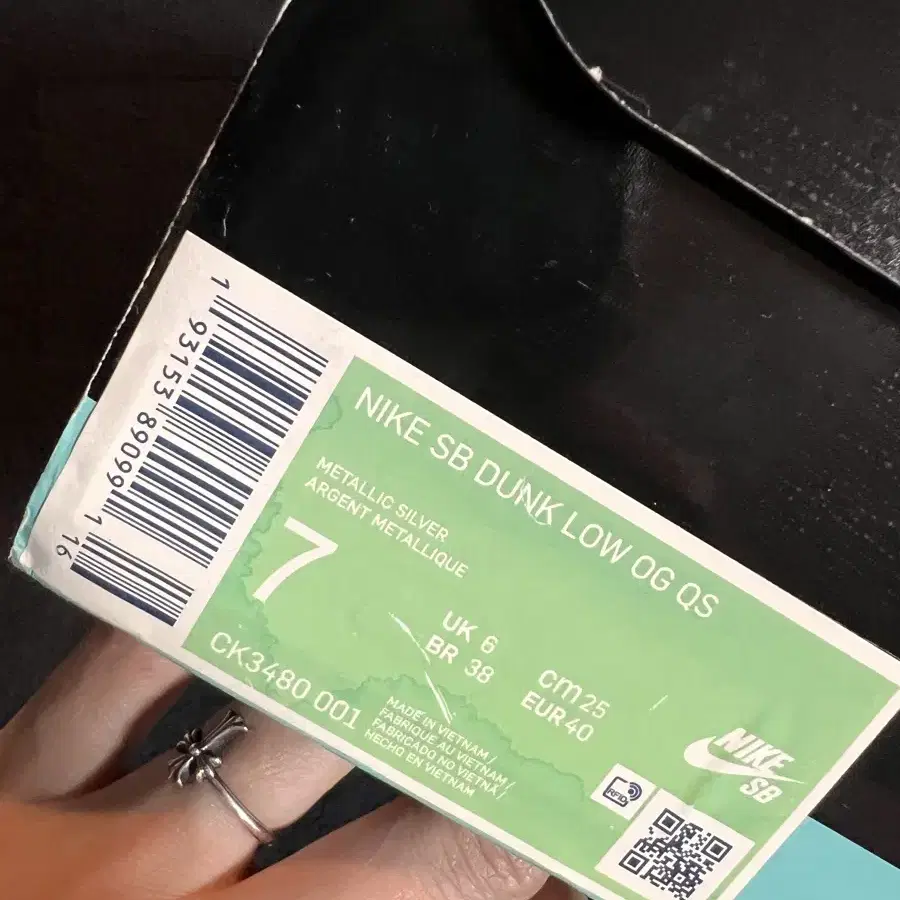 1 93153 89099 1 16
NIKE SB DUNK LOW OG QS
METALLIC SILVER
ARGENT METALLIQUE
7
UK 6
BR 38
cm 25
EUR 40
CK3480 001
MADE IN VIETNAM/
FABRIQUE AU VIETNAM/
FABRICADO NO VIETNÃ/
HECHO EN VIETNAM
RFID
NIKE
SB